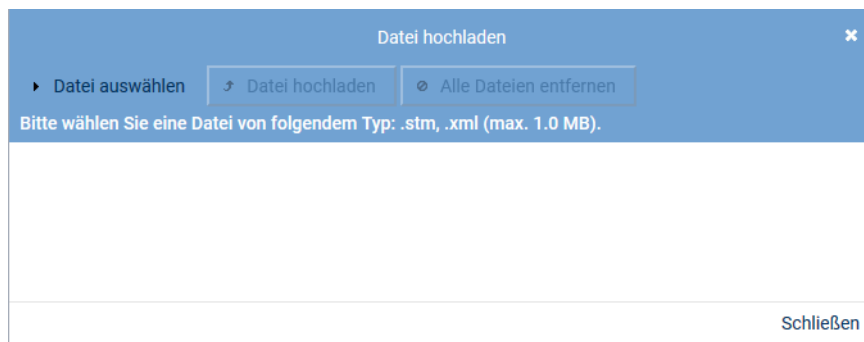 Datei hochladen
Datei auswählen Datei hochladen Alle Dateien entfernen
Bitte wählen Sie eine Datei von folgendem Typ: .stm, .xml (max. 1.0 MB).
Schließen